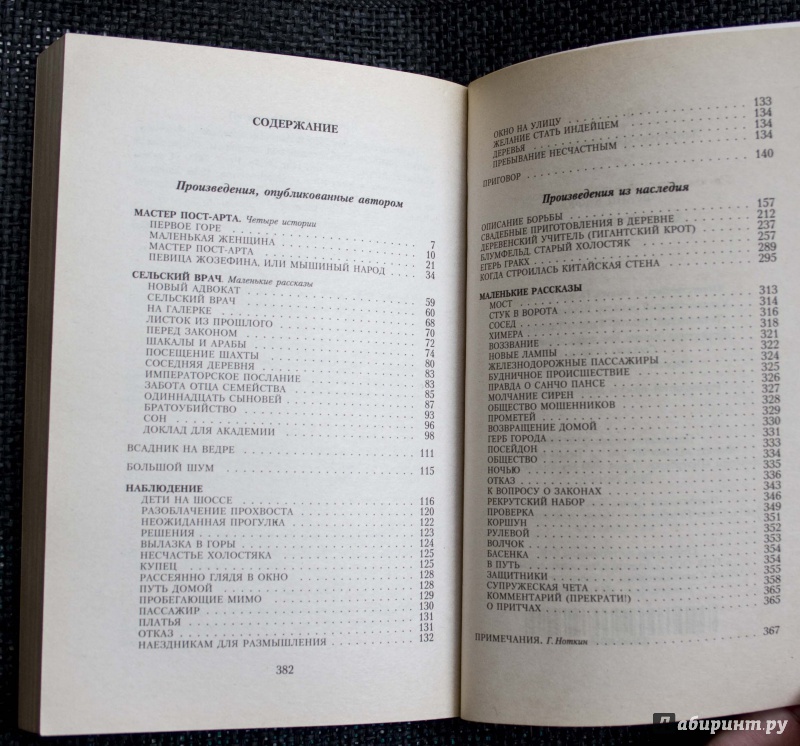 СОДЕРЖАНИЕ
Произведения, опубликованные автором
МАСТЕР ПОСТ-АРТА. Четыре истории
ПЕРВОЕ ГОРЕ 7
МАЛЕНЬКАЯ ЖЕНЩИНА 10
МАСТЕР ПОСТ-АРТА 21
ПЕВИЦА ЖОЗЕФИНА, ИЛИ МЫШИНЫЙ НАРОД 34
СЕЛЬСКИЙ ВРАЧ. Маленькие рассказы
НОВЫЙ АДВОКАТ 59
СЕЛЬСКИЙ ВРАЧ 60
НА ГАЛЕРКЕ 68
ЛИСТОК ИЗ ПРОШЛОГО 70
ПЕРЕД ЗАКОНОМ 72
ШАКАЛЫ И АРАБЫ 74
ПОСЕЩЕНИЕ ШАХТЫ 80
СОСЕДНЯЯ ДЕРЕВНЯ 83
ИМПЕРАТОРСКОЕ ПОСЛАНИЕ 83
ЗАБОТА ОТЦА СЕМЕЙСТВА 85
ОДИННАДЦАТЬ СЫНОВЕЙ 87
БРАТОУБИЙСТВО 93
СОН 96
ДОКЛАД ДЛЯ АКАДЕМИИ 98
ВСАДНИК НА ВЕДРЕ 111
БОЛЬШОЙ ШУМ 115
НАБЛЮДЕНИЕ
ДЕТИ НА ШОССЕ 116
РАЗОБЛАЧЕНИЕ ПРОХВОСТА 120
НЕОЖИДАННАЯ ПРОГУЛКА 122
РЕШЕНИЯ 123
ВЫЛАЗКА В ГОРЫ 124
НЕСЧАСТЬЕ ХОЛОСТЯКА 125
КУПЕЦ 125
РАССЕЯННО ГЛЯДЯ В ОКНО 128
ПУТЬ ДОМОЙ 128
ПРОБЕГАЮЩИЕ МИМО 129
ПАССАЖИР 130
ПЛАТЬЯ 131
ОТКАЗ 131
НАЕЗДНИКАМ ДЛЯ РАЗМЫШЛЕНИЯ 132
382
ОКНО НА УЛИЦУ 133
ЖЕЛАНИЕ СТАТЬ ИНДЕЙЦЕМ 134
ДЕРЕВЬЯ 134
ПРЕБЫВАНИЕ НЕСЧАСТНЫМ 134
ПРИГОВОР 140
Произведения из наследия
ОПИСАНИЕ БОРЬБЫ 157
СВАДЕБНЫЕ ПРИГОТОВЛЕНИЯ В ДЕРЕВНЕ 212
ДЕРЕВЕНСКИЙ УЧИТЕЛЬ (ГИГАНТСКИЙ КРОТ) 237
БЛУМФЕЛЬД, СТАРЫЙ ХОЛОСТЯК 257
ЕГЕРЬ ГРАКХ 289
КОГДА СТРОИЛАСЬ КИТАЙСКАЯ СТЕНА 295
МАЛЕНЬКИЕ РАССКАЗЫ
МОСТ 313
СТУК В ВОРОТА 314
СОСЕД 316
ХИМЕРА 318
ВОЗЗВАНИЕ 321
НОВЫЕ ЛАМПЫ 322
ЖЕЛЕЗНОДОРОЖНЫЕ ПАССАЖИРЫ 324
БУДНИЧНОЕ ПРОИСШЕСТВИЕ 325
ПРАВДА О САНЧО ПАНСЕ 326
МОЛЧАНИЕ СИРЕН 327
ОБЩЕСТВО МОШЕННИКОВ 328
ПРОМЕТЕЙ 329
ВОЗВРАЩЕНИЕ ДОМОЙ 330
ГЕРБ ГОРОДА 331
ПОСЕЙДОН 333
ОБЩЕСТВО 334
НОЧЬЮ 335
ОТКАЗ 336
К ВОПРОСУ О ЗАКОНАХ 343
РЕКРУТСКИЙ НАБОР 346
ПРОВЕРКА 349
КОРШУН 351
РУЛЕВОЙ 352
ВОЛЧОК 353
БАСЕНКА 354
В ПУТЬ 354
ЗАЩИТНИКИ 355
СУПРУЖЕСКАЯ ЧЕТА 358
КОММЕНТАРИЙ (ПРЕКРАТИ!) 365
О ПРИТЧАХ 365
ПРИМЕЧАНИЯ. Г. Ноткин 367
Лабиринт.ру